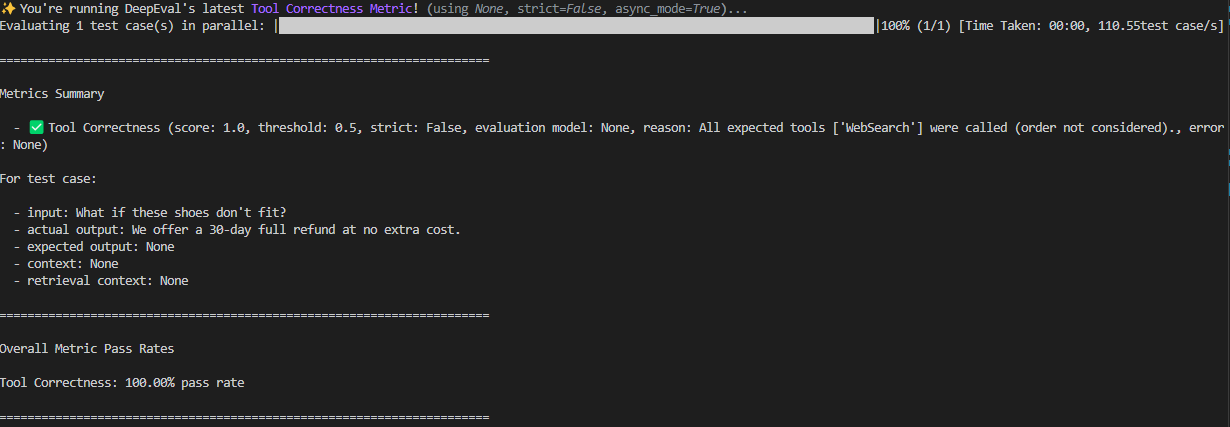 ✨ You're running DeepEval's latest Tool Correctness Metric! (using None, strict=False, async_mode=True)...
Evaluating 1 test case(s) in parallel: |██████████|100% (1/1) [Time Taken: 00:00, 110.55test case/s]
======================================================================
Metrics Summary
- ✅ Tool Correctness (score: 1.0, threshold: 0.5, strict: False, evaluation model: None, reason: All expected tools ['WebSearch'] were called (order not considered)., error
: None)
For test case:
- input: What if these shoes don't fit?
- actual output: We offer a 30-day full refund at no extra cost.
- expected output: None
- context: None
- retrieval context: None
======================================================================
Overall Metric Pass Rates
Tool Correctness: 100.00% pass rate
======================================================================